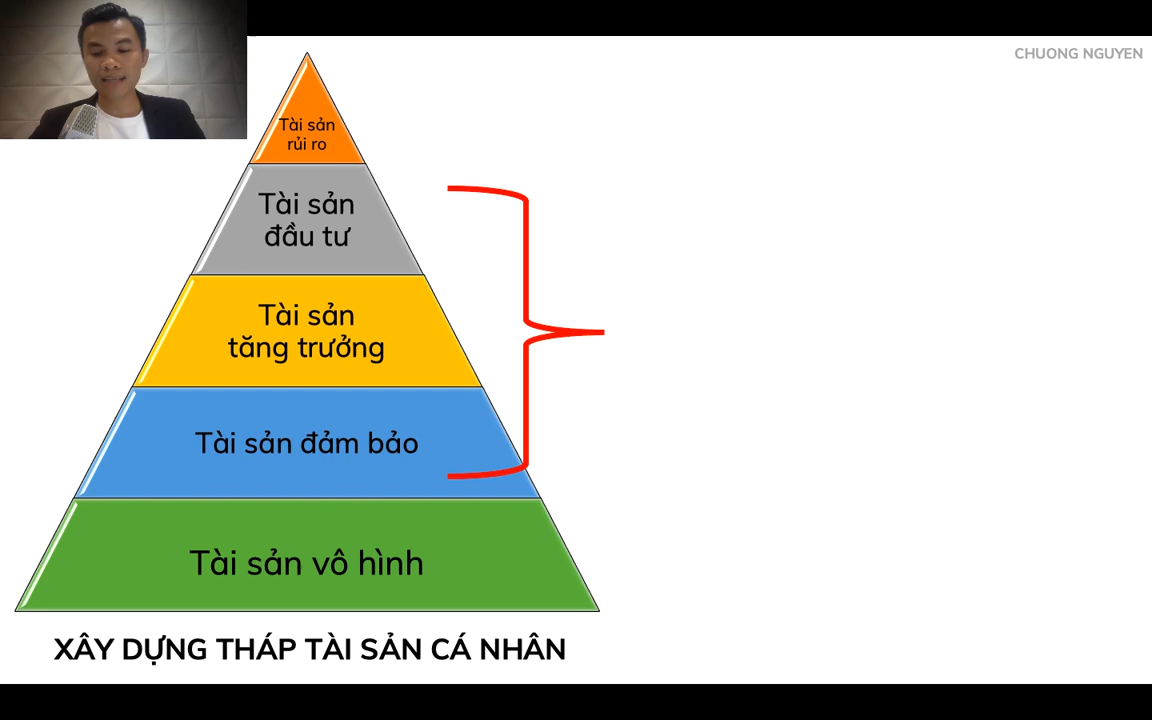 CHUONG NGUYEN
Tài sản
rủi ro
Tài sản
đầu tư
Tài sản
tăng trưởng
Tài sản đảm bảo
Tài sản vô hình
XÂY DỰNG THÁP TÀI SẢN CÁ NHÂN